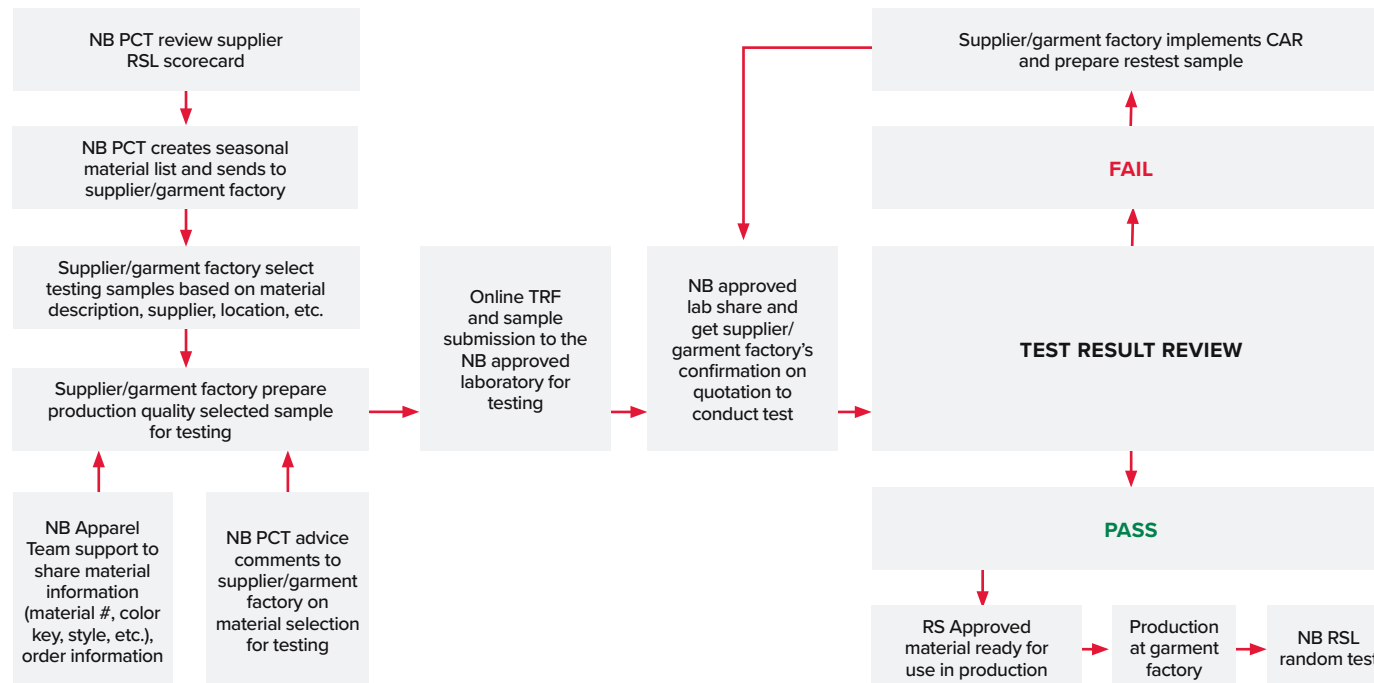 NB PCT review supplier
RSL scorecard
NB PCT creates seasonal
material list and sends to
supplier/garment factory
Supplier/garment factory select
testing samples based on material
description, supplier, location, etc.
Supplier/garment factory prepare
production quality selected sample
for testing
NB Apparel
Team support to
share material
information
(material #, color
key, style, etc.),
order information
NB PCT advice
comments to
supplier/garment
factory on
material selection
for testing
Online TRF
and sample
submission to the
NB approved
laboratory for
testing
NB approved
lab share and
get supplier/
garment factory's
confirmation on
quotation to
conduct test
Supplier/garment factory implements CAR
and prepare restest sample
FAIL
TEST RESULT REVIEW
PASS
RS Approved
material ready for
use in production
Production
at garment
factory
NB RSL
random test